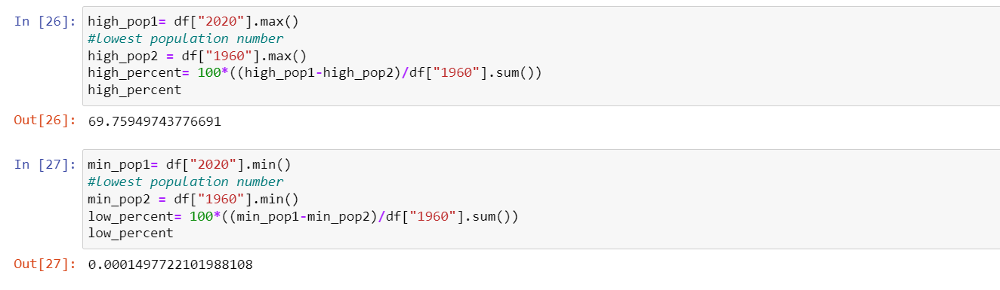 In [26]: high_pop1= df["2020"].max()
#lowest population number
high_pop2 = df["1960"].max()
high_percent= 100*((high_pop1-high_pop2)/df["1960"].sum())
high_percent
Out[26]: 69.75949743776691
In [27]: min_pop1= df["2020"].min()
#lowest population number
min_pop2 = df["1960"].min()
low_percent= 100*((min_pop1-min_pop2)/df["1960"].sum())
low_percent
Out[27]: 0.0001497722101988108